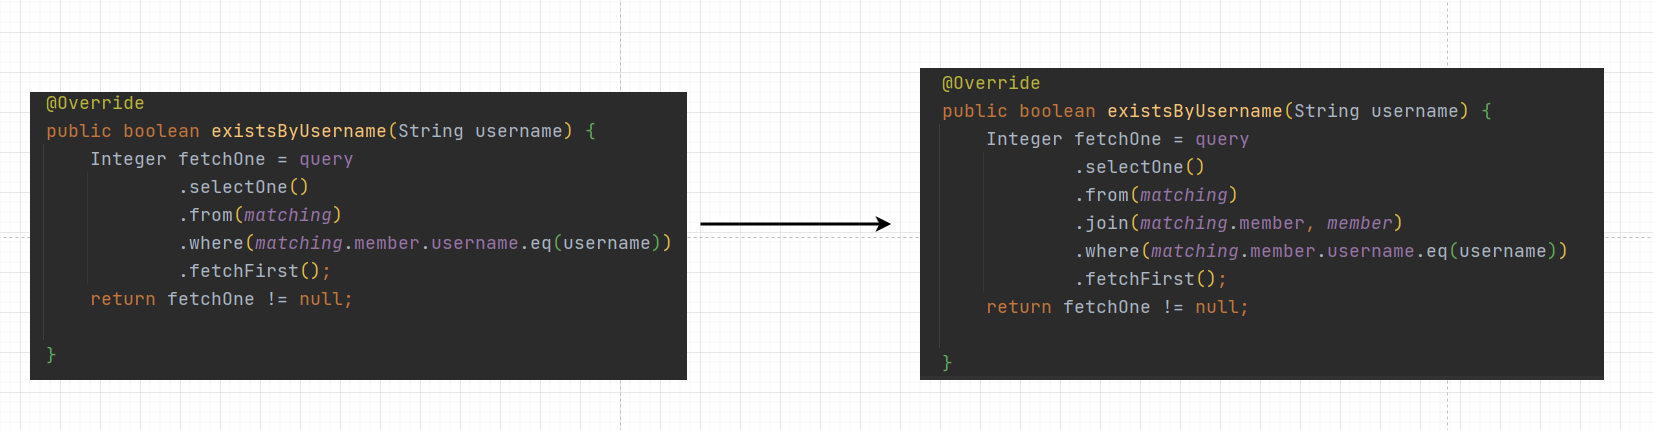 @Override
public boolean existsByUsername(String username) {
Integer fetchOne = query
.selectOne()
.from(matching)
.where(matching.member.username.eq(username))
.fetchFirst();
return fetchOne != null;
}
@Override
public boolean existsByUsername(String username) {
Integer fetchOne = query
.selectOne()
.from(matching)
.join(matching.member, member)
.where(matching.member.username.eq(username))
.fetchFirst();
return fetchOne != null;
}